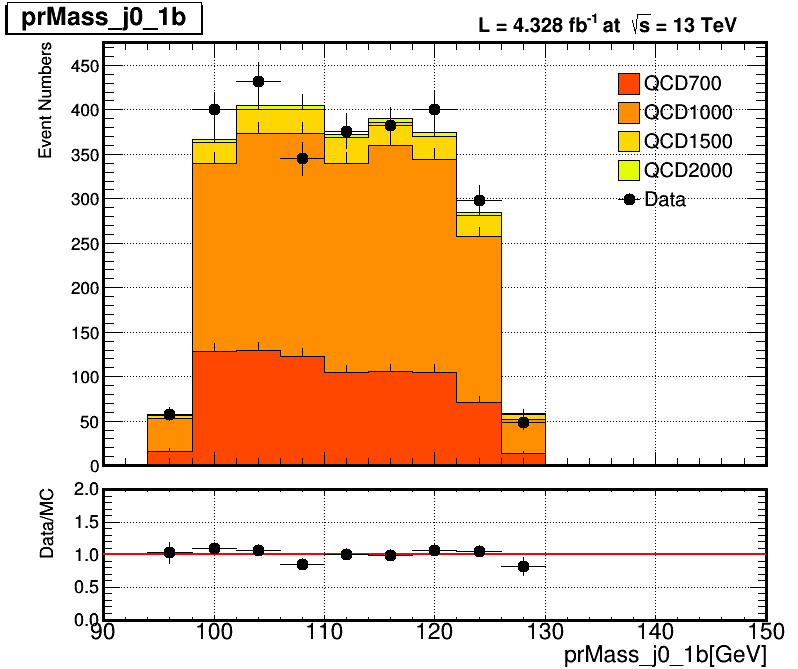 prMass_j0_1b
L = 4.328 fb⁻¹ at √s = 13 TeV
Event Numbers
450
400
350
300
250
200
150
100
50
0
QCD700
QCD1000
QCD1500
QCD2000
Data
Data/MC
2.0
1.5
1.0
0.5
0.0
90 100 110 120 130 140 150
prMass_j0_1b[GeV]